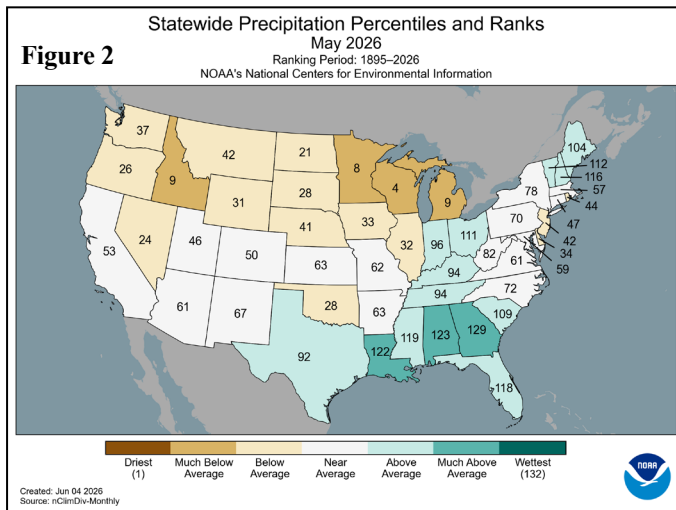 Statewide Precipitation Percentiles and Ranks
May 2026
Figure 2
Ranking Period: 1895–2026
NOAA's National Centers for Environmental Information
37
42
21
8
104
26
9
4
9
112
116
57
44
78
31
28
33
70
47
42
34
59
24
41
32
96
111
82
61
53
46
50
63
62
94
72
61
67
28
63
94
109
92
122
119
123
129
118
Driest
(1)
Much Below
Average
Below
Average
Near
Average
Above
Average
Much Above
Average
Wettest
(132)
Created: Jun 04 2026
Source: nClimDiv-Monthly
NOAA